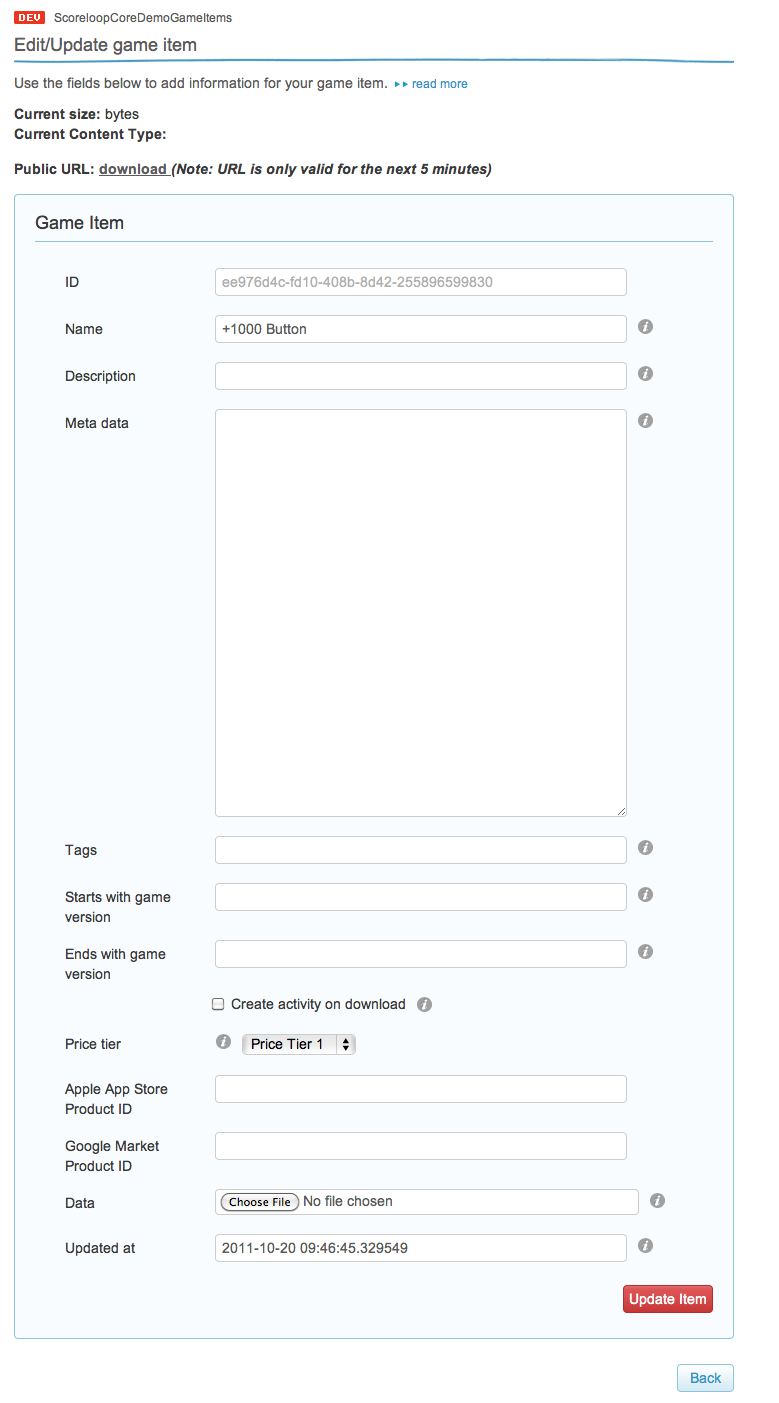 DEV ScoreloopCoreDemoGameItems
Edit/Update game item
Use the fields below to add information for your game item. read more
Current size: bytes
Current Content Type:
Public URL: download (Note: URL is only valid for the next 5 minutes)
Game Item
ID ee976d4c-fd10-408b-8d42-255896599830
Name +1000 Button i
Description i
Meta data i
Tags i
Starts with game i
version
Ends with game i
version
Create activity on download i
Price tier i Price Tier 1
Apple App Store
Product ID
Google Market
Product ID
Data Choose File No file chosen i
Updated at 2011-10-20 09:46:45.329549 i
Update Item
Back